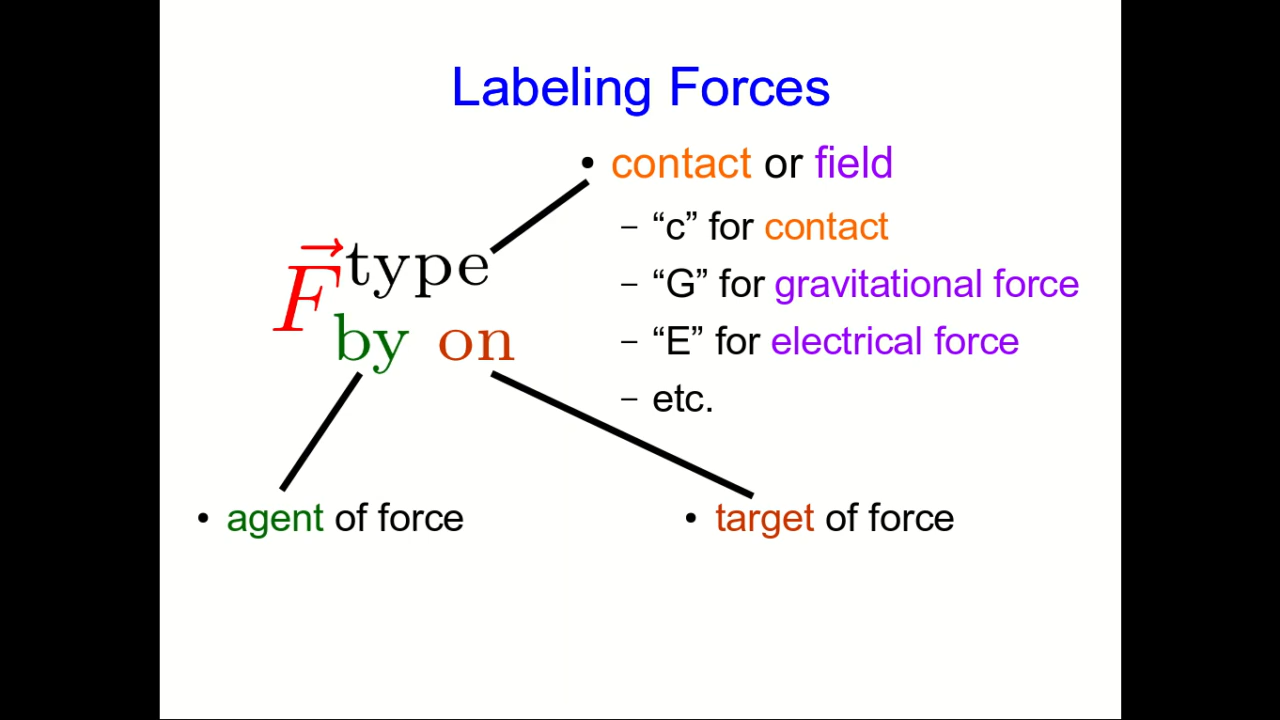 Labeling Forces
• contact or field
– “c” for contact
– “G” for gravitational force
– “E” for electrical force
– etc.
F⃗ type
by on
• agent of force
• target of force